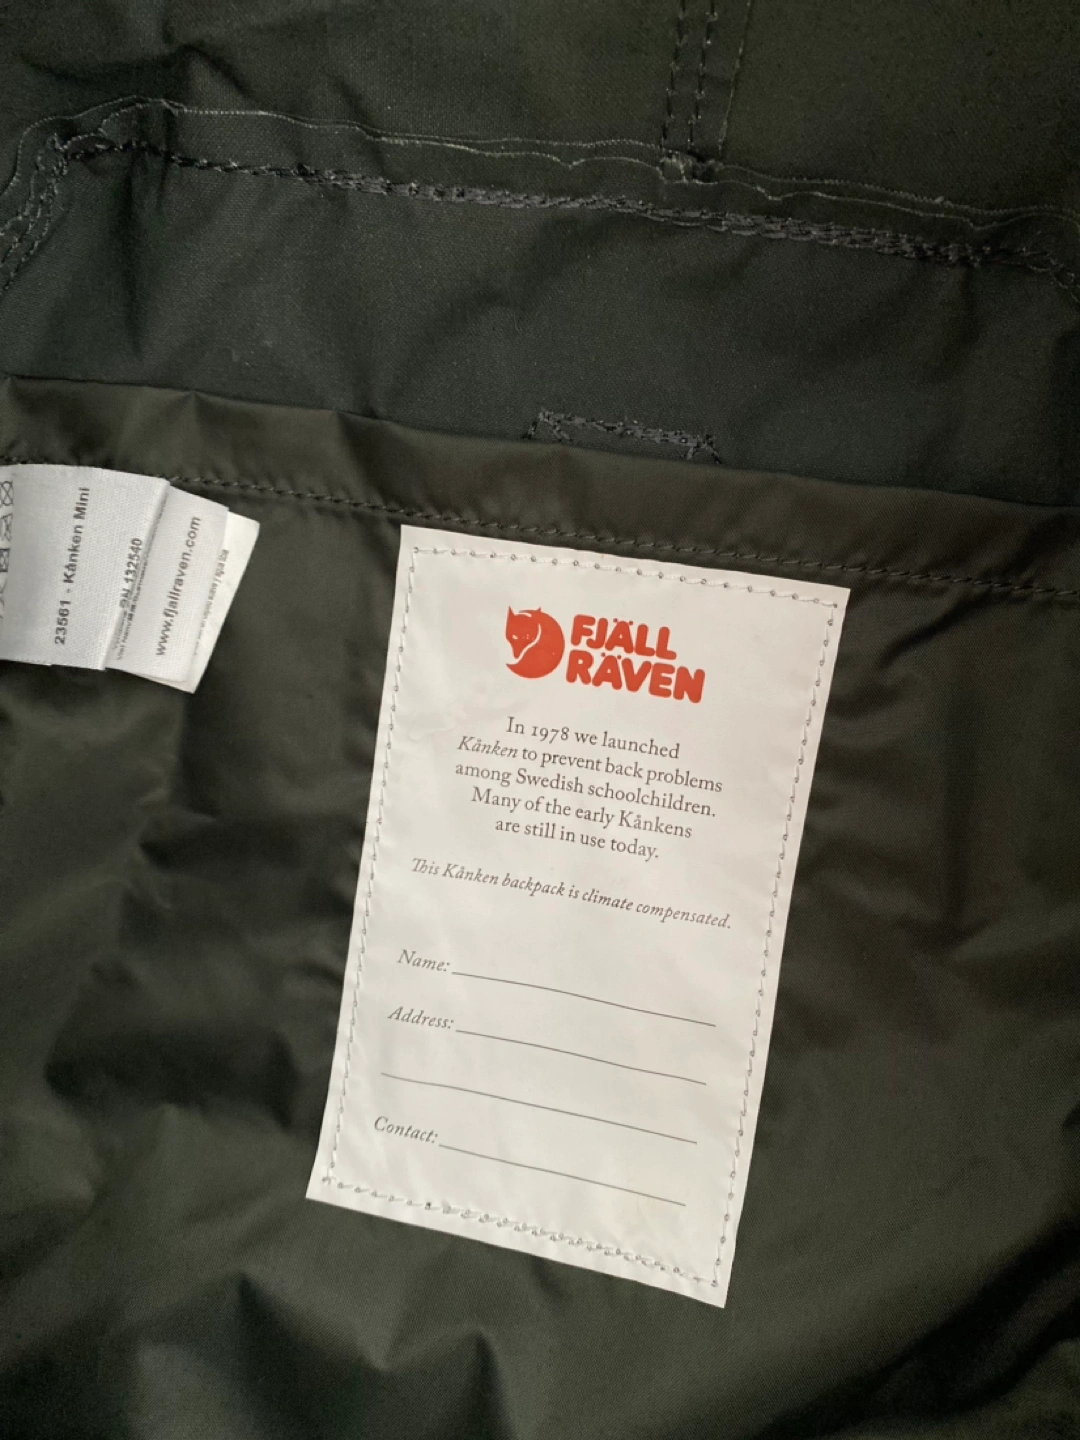 23561 - Kånken Mini
SN 132540
www.fjallraven.com
FJÄLL
RÄVEN
In 1978 we launched
Kånken to prevent back problems
among Swedish schoolchildren.
Many of the early Kånkens
are still in use today.
This Kånken backpack is climate compensated.
Name:
Address:
Contact: